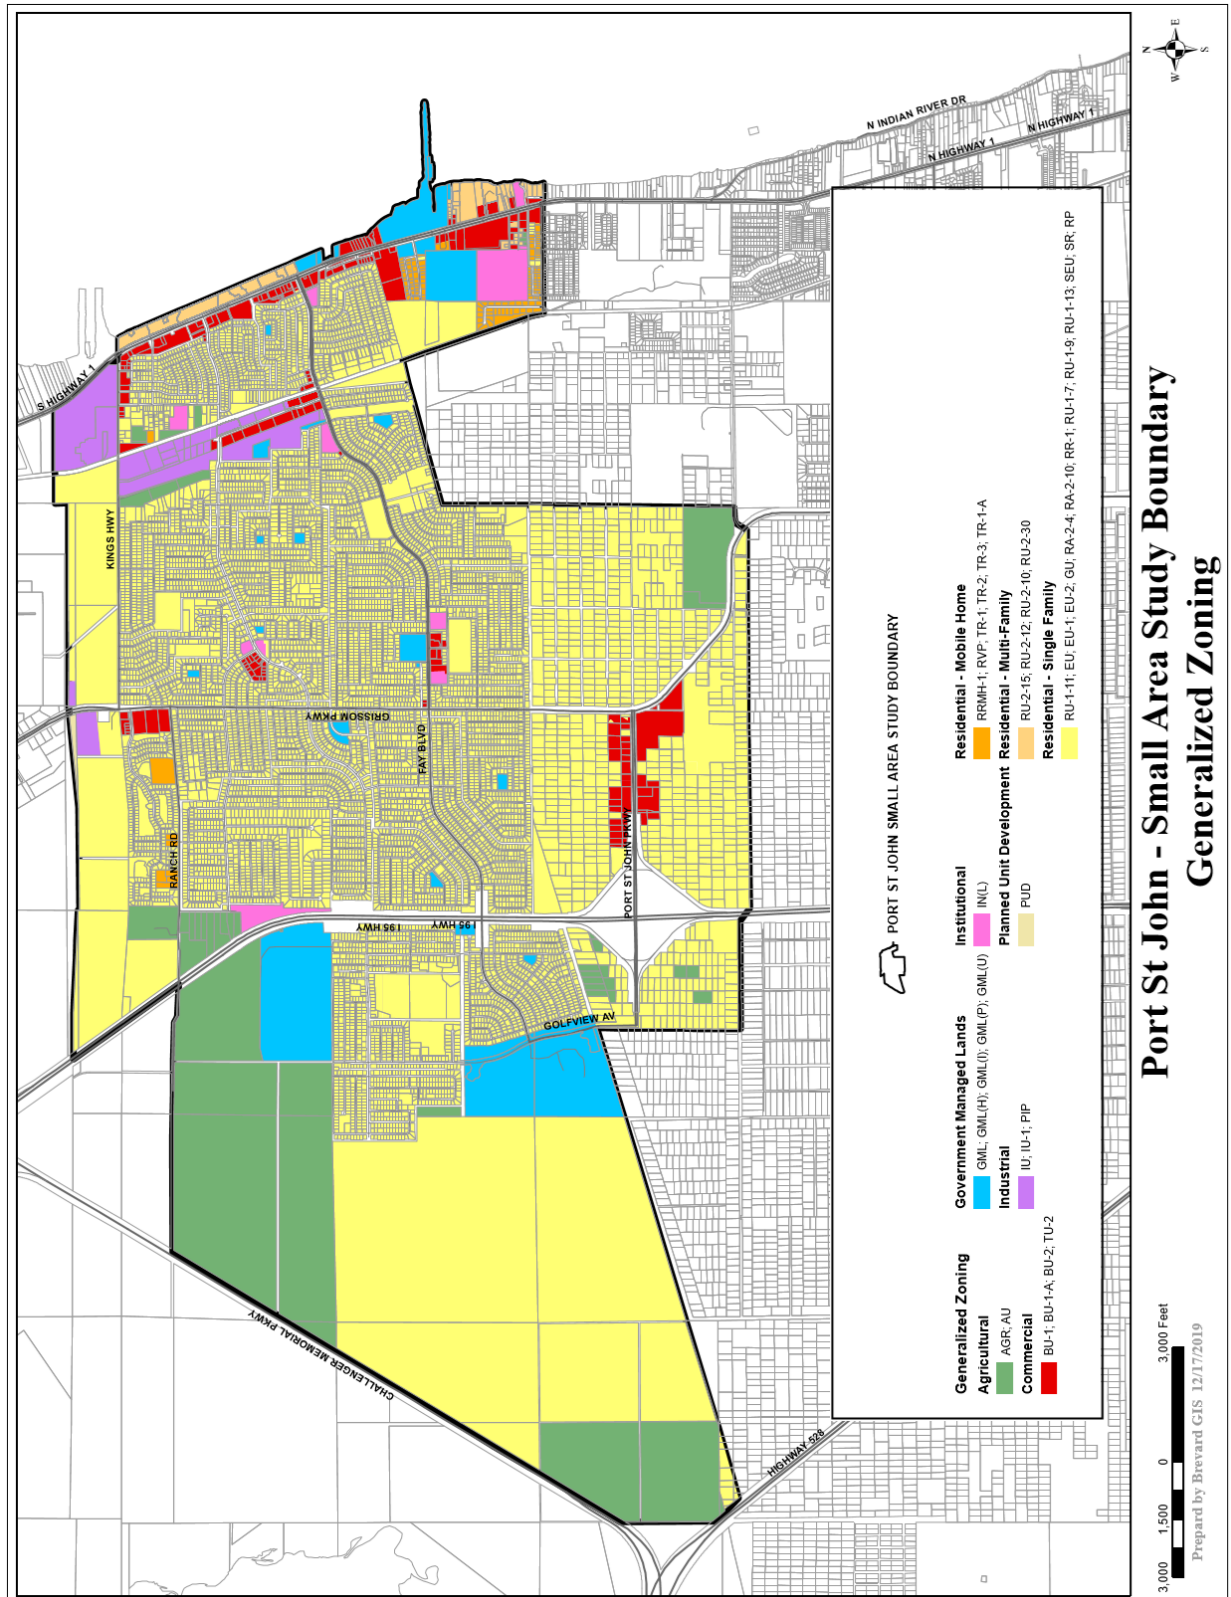 Port St John - Small Area Study Boundary
Generalized Zoning
N
E
S
W
S HIGHWAY 1
KINGS HWY
N INDIAN RIVER DR
N HIGHWAY 1
N HIGHWAY 1
GRISSOM PKWY
FAY BLVD
RANCH RD
I 95 HWY
I 95 HWY
PORT ST JOHN PKWY
GOLFVIEW AV
CHALLENGER MEMORIAL PKWY
HIGHWAY 528
PORT ST JOHN SMALL AREA STUDY BOUNDARY
Generalized Zoning
Agricultural
AGR; AU
Commercial
BU-1; BU-1-A; BU-2; TU-2
Government Managed Lands
GML; GML(H); GML(I); GML(P); GML(U)
Industrial
IU; IU-1; PIP
Institutional
IN(L)
Planned Unit Development
PUD
Residential - Mobile Home
RRMH-1; RVP; TR-1; TR-2; TR-3; TR-1-A
Residential - Multi-Family
RU-2-15; RU-2-12; RU-2-10; RU-2-30
Residential - Single Family
RU-1-11; EU; EU-1; EU-2; GU; RA-2-4; RA-2-10; RR-1; RU-1-7; RU-1-9; RU-1-13; SEU; SR; RP
3,000 1,500 0 3,000 Feet
Prepard by Brevard GIS 12/17/2019